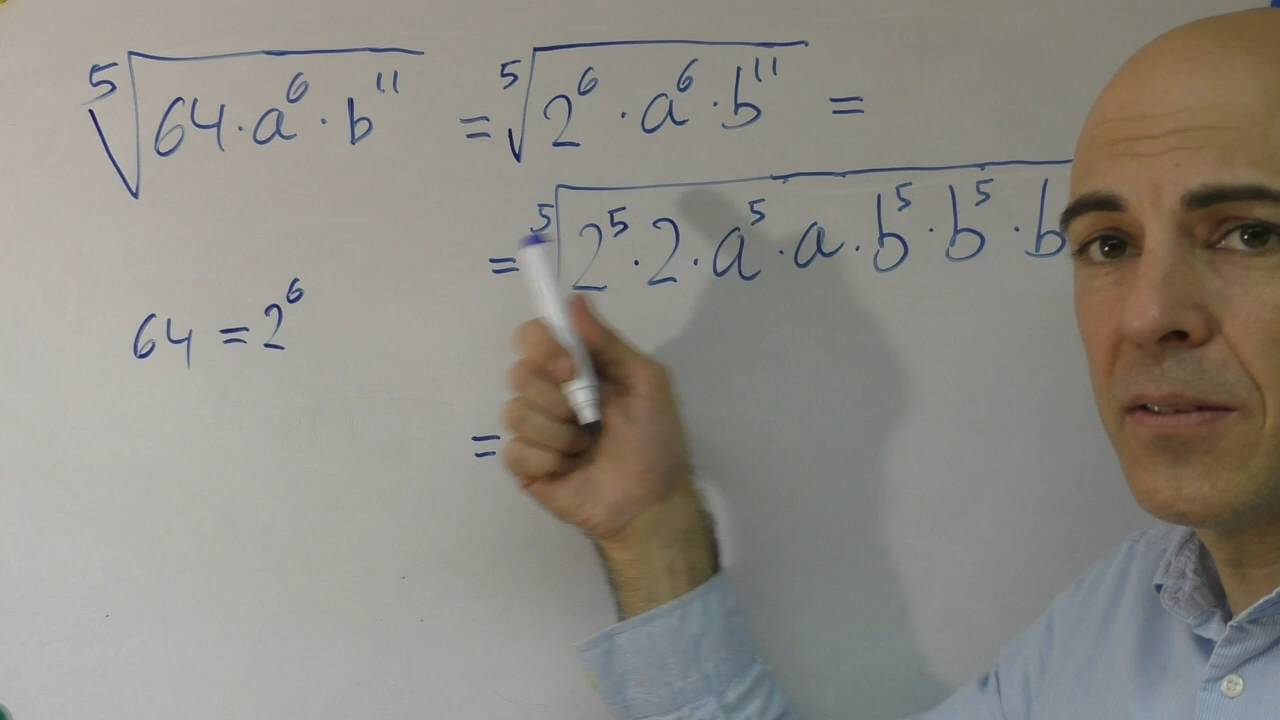 ⁵√(64·a⁶·b¹¹) = ⁵√(2⁶·a⁶·b¹¹) =
= ⁵√(2⁵·2·a⁵·a·b⁵·b⁵·b
64 = 2⁶
=